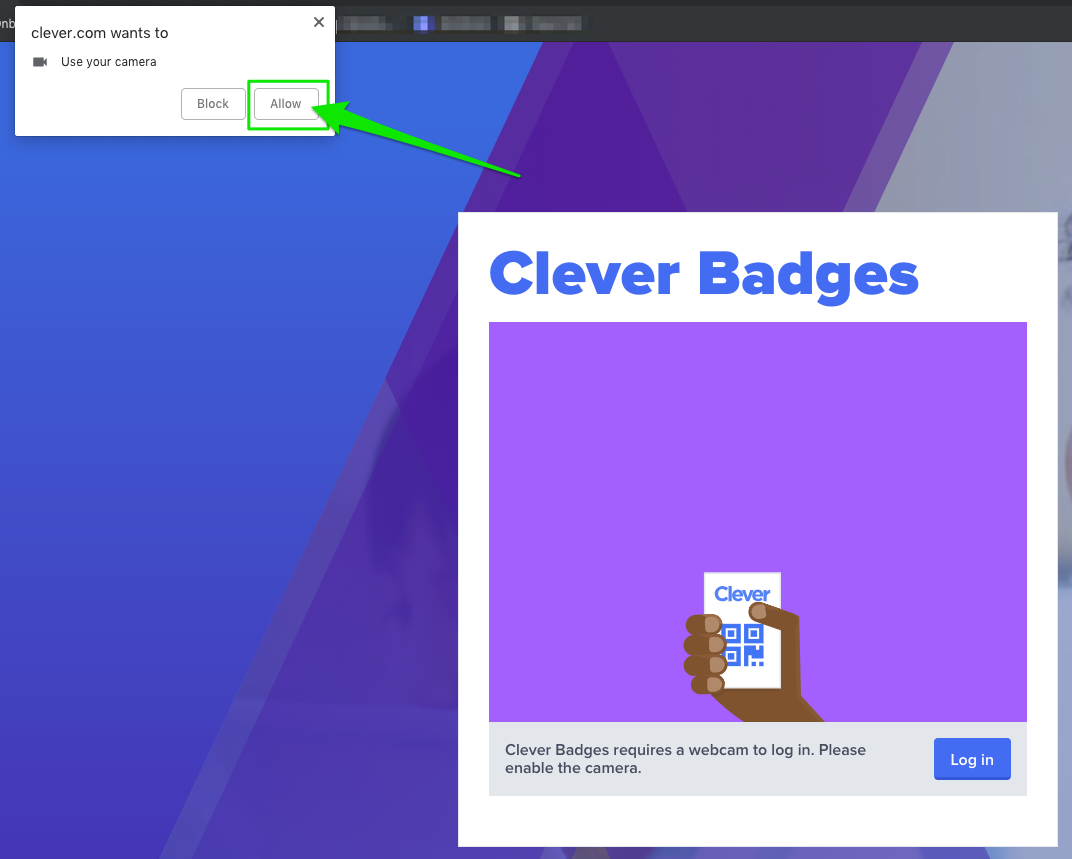 clever.com wants to
Use your camera
Block
Allow
Clever Badges
Clever
Clever Badges requires a webcam to log in. Please
enable the camera.
Log in